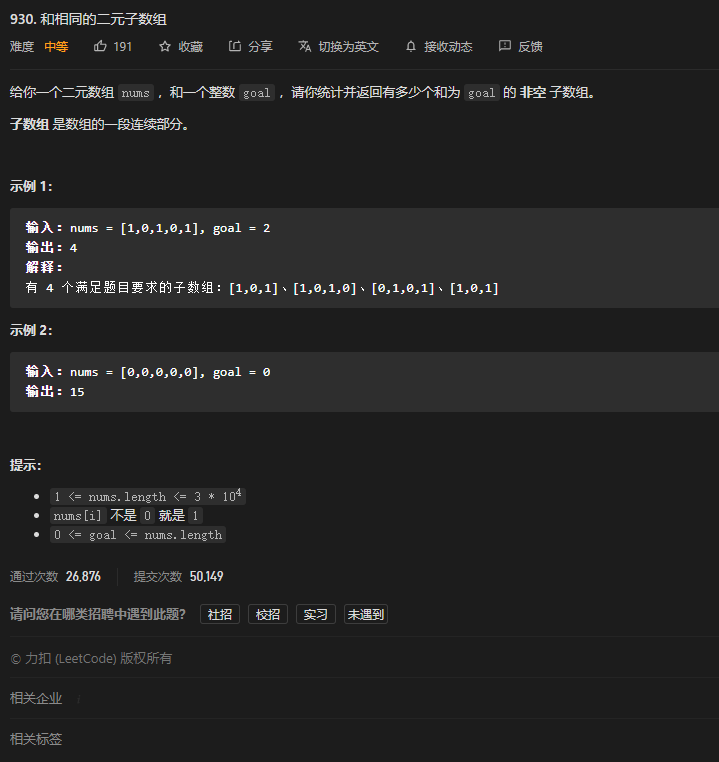 930. 和相同的二元子数组
难度 中等 191 收藏 分享 切换为英文 接收动态 反馈
给你一个二元数组 nums ，和一个整数 goal ，请你统计并返回有多少个和为 goal 的 非空 子数组。
子数组 是数组的一段连续部分。
示例 1：
输入：nums = [1,0,1,0,1], goal = 2
输出：4
解释：
有 4 个满足题目要求的子数组：[1,0,1]、[1,0,1,0]、[0,1,0,1]、[1,0,1]
示例 2：
输入：nums = [0,0,0,0,0], goal = 0
输出：15
提示：
1 <= nums.length <= 3 * 10⁴
nums[i] 不是 0 就是 1
0 <= goal <= nums.length
通过次数 26,876 提交次数 50,149
请问您在哪类招聘中遇到此题？ 社招 校招 实习 未遇到
© 力扣 (LeetCode) 版权所有
相关企业
相关标签